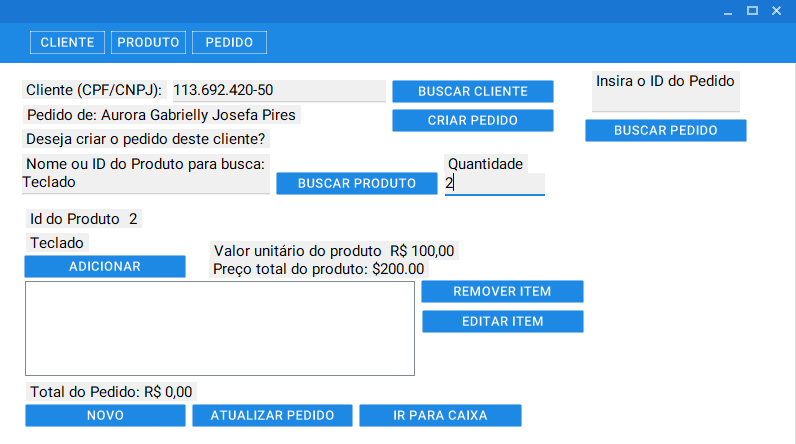 CLIENTE PRODUTO PEDIDO
Cliente (CPF/CNPJ): 113.692.420-50 BUSCAR CLIENTE
Insira o ID do Pedido
Pedido de: Aurora Gabrielly Josefa Pires CRIAR PEDIDO
BUSCAR PEDIDO
Deseja criar o pedido deste cliente?
Nome ou ID do Produto para busca: Quantidade
Teclado BUSCAR PRODUTO 2
Id do Produto 2
Teclado
Valor unitário do produto R$ 100,00
ADICIONAR Preço total do produto: $200.00
REMOVER ITEM
EDITAR ITEM
Total do Pedido: R$ 0,00
NOVO ATUALIZAR PEDIDO IR PARA CAIXA